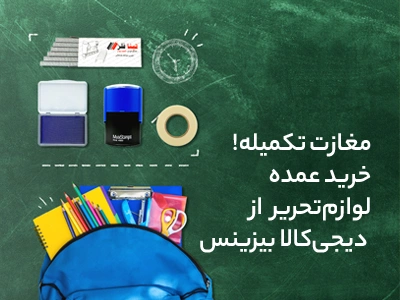 مغازت تکمیله!
خرید عمده
لوازم‌تحریر از
دیجی‌کالا بیزینس